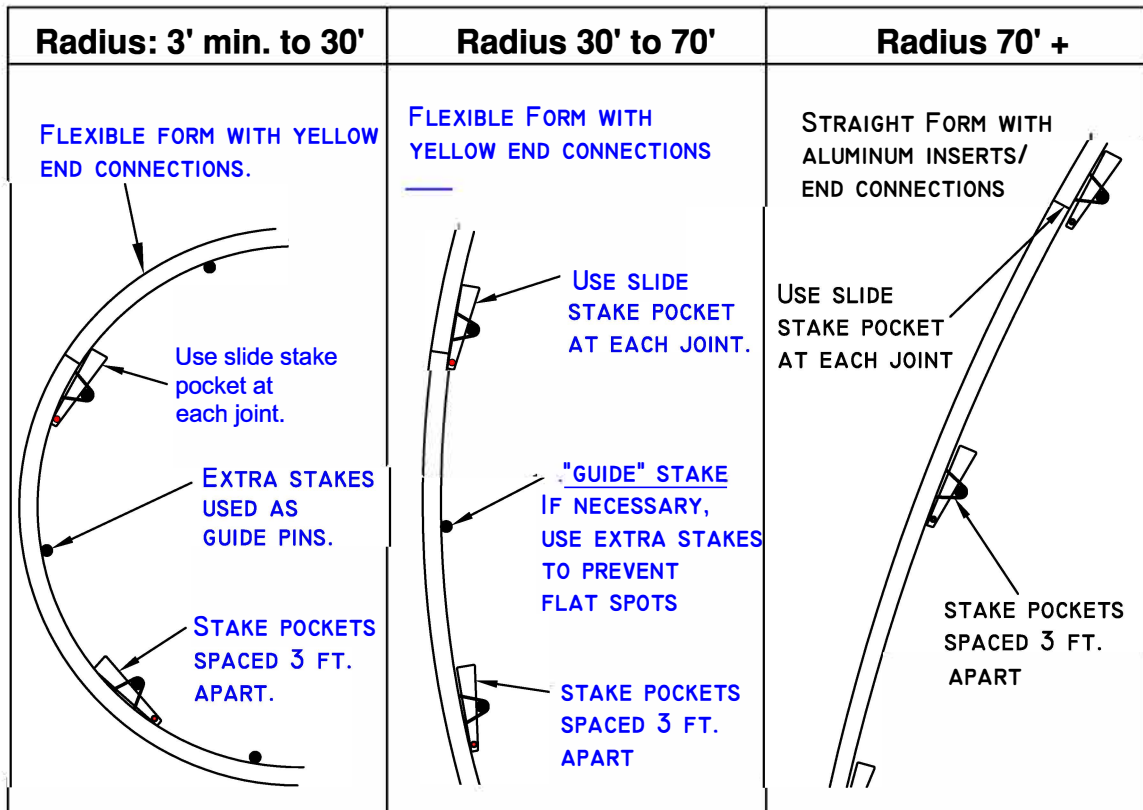 Radius: 3' min. to 30'
FLEXIBLE FORM WITH YELLOW
END CONNECTIONS.
Use slide stake
pocket at
each joint.
EXTRA STAKES
USED AS
GUIDE PINS.
STAKE POCKETS
SPACED 3 FT.
APART.
Radius 30' to 70'
FLEXIBLE FORM WITH
YELLOW END CONNECTIONS
USE SLIDE
STAKE POCKET
AT EACH JOINT.
"GUIDE" STAKE
IF NECESSARY,
USE EXTRA STAKES
TO PREVENT
FLAT SPOTS
STAKE POCKETS
SPACED 3 FT.
APART
Radius 70' +
STRAIGHT FORM WITH
ALUMINUM INSERTS/
END CONNECTIONS
USE SLIDE
STAKE POCKET
AT EACH JOINT
STAKE POCKETS
SPACED 3 FT.
APART